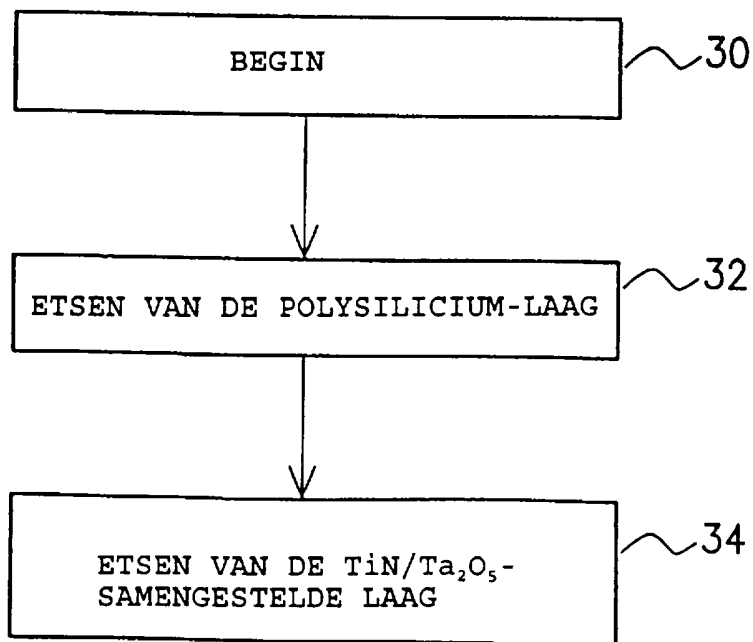 BEGIN
30
ETSEN VAN DE POLYSILICIUM-LAAG
32
ETSEN VAN DE TiN/Ta₂O₅-
SAMENGESTELDE LAAG
34